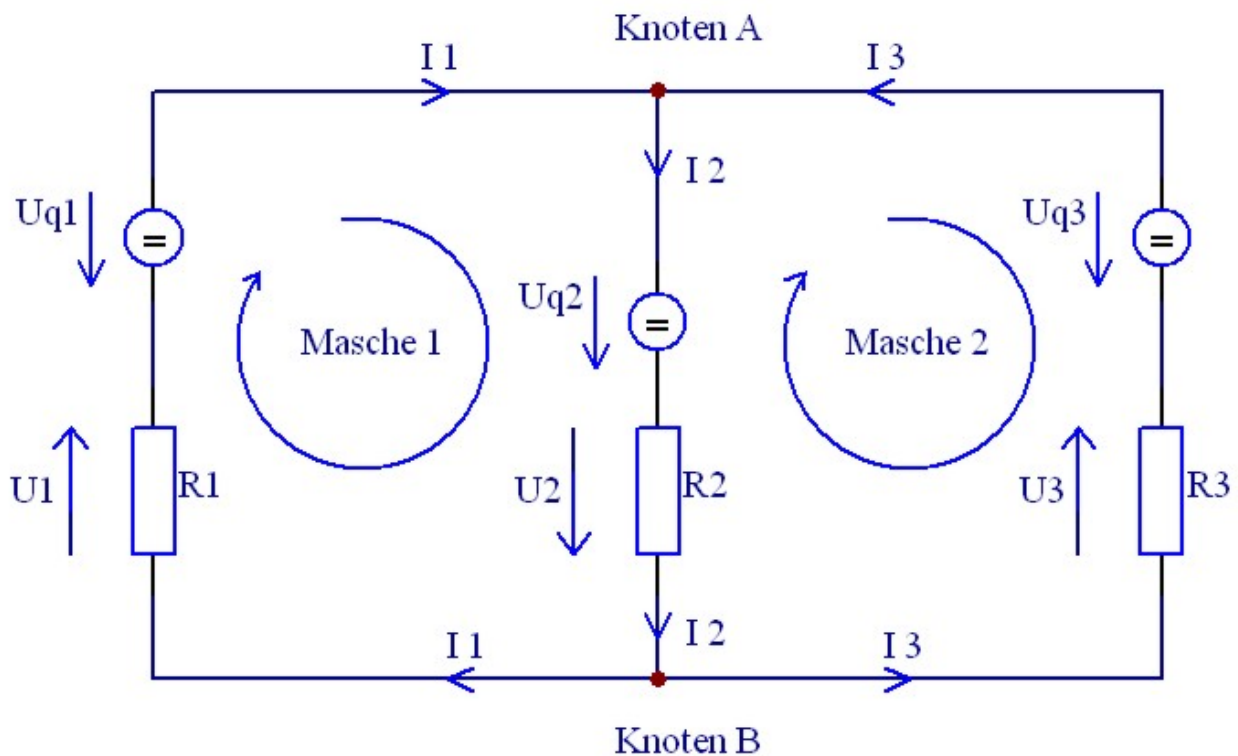 Knoten A
I 1
I 3
I 2
Uq1
=
Uq3
=
Uq2
=
Masche 1
Masche 2
U1
R1
U2
R2
U3
R3
I 1
I 2
I 3
Knoten B